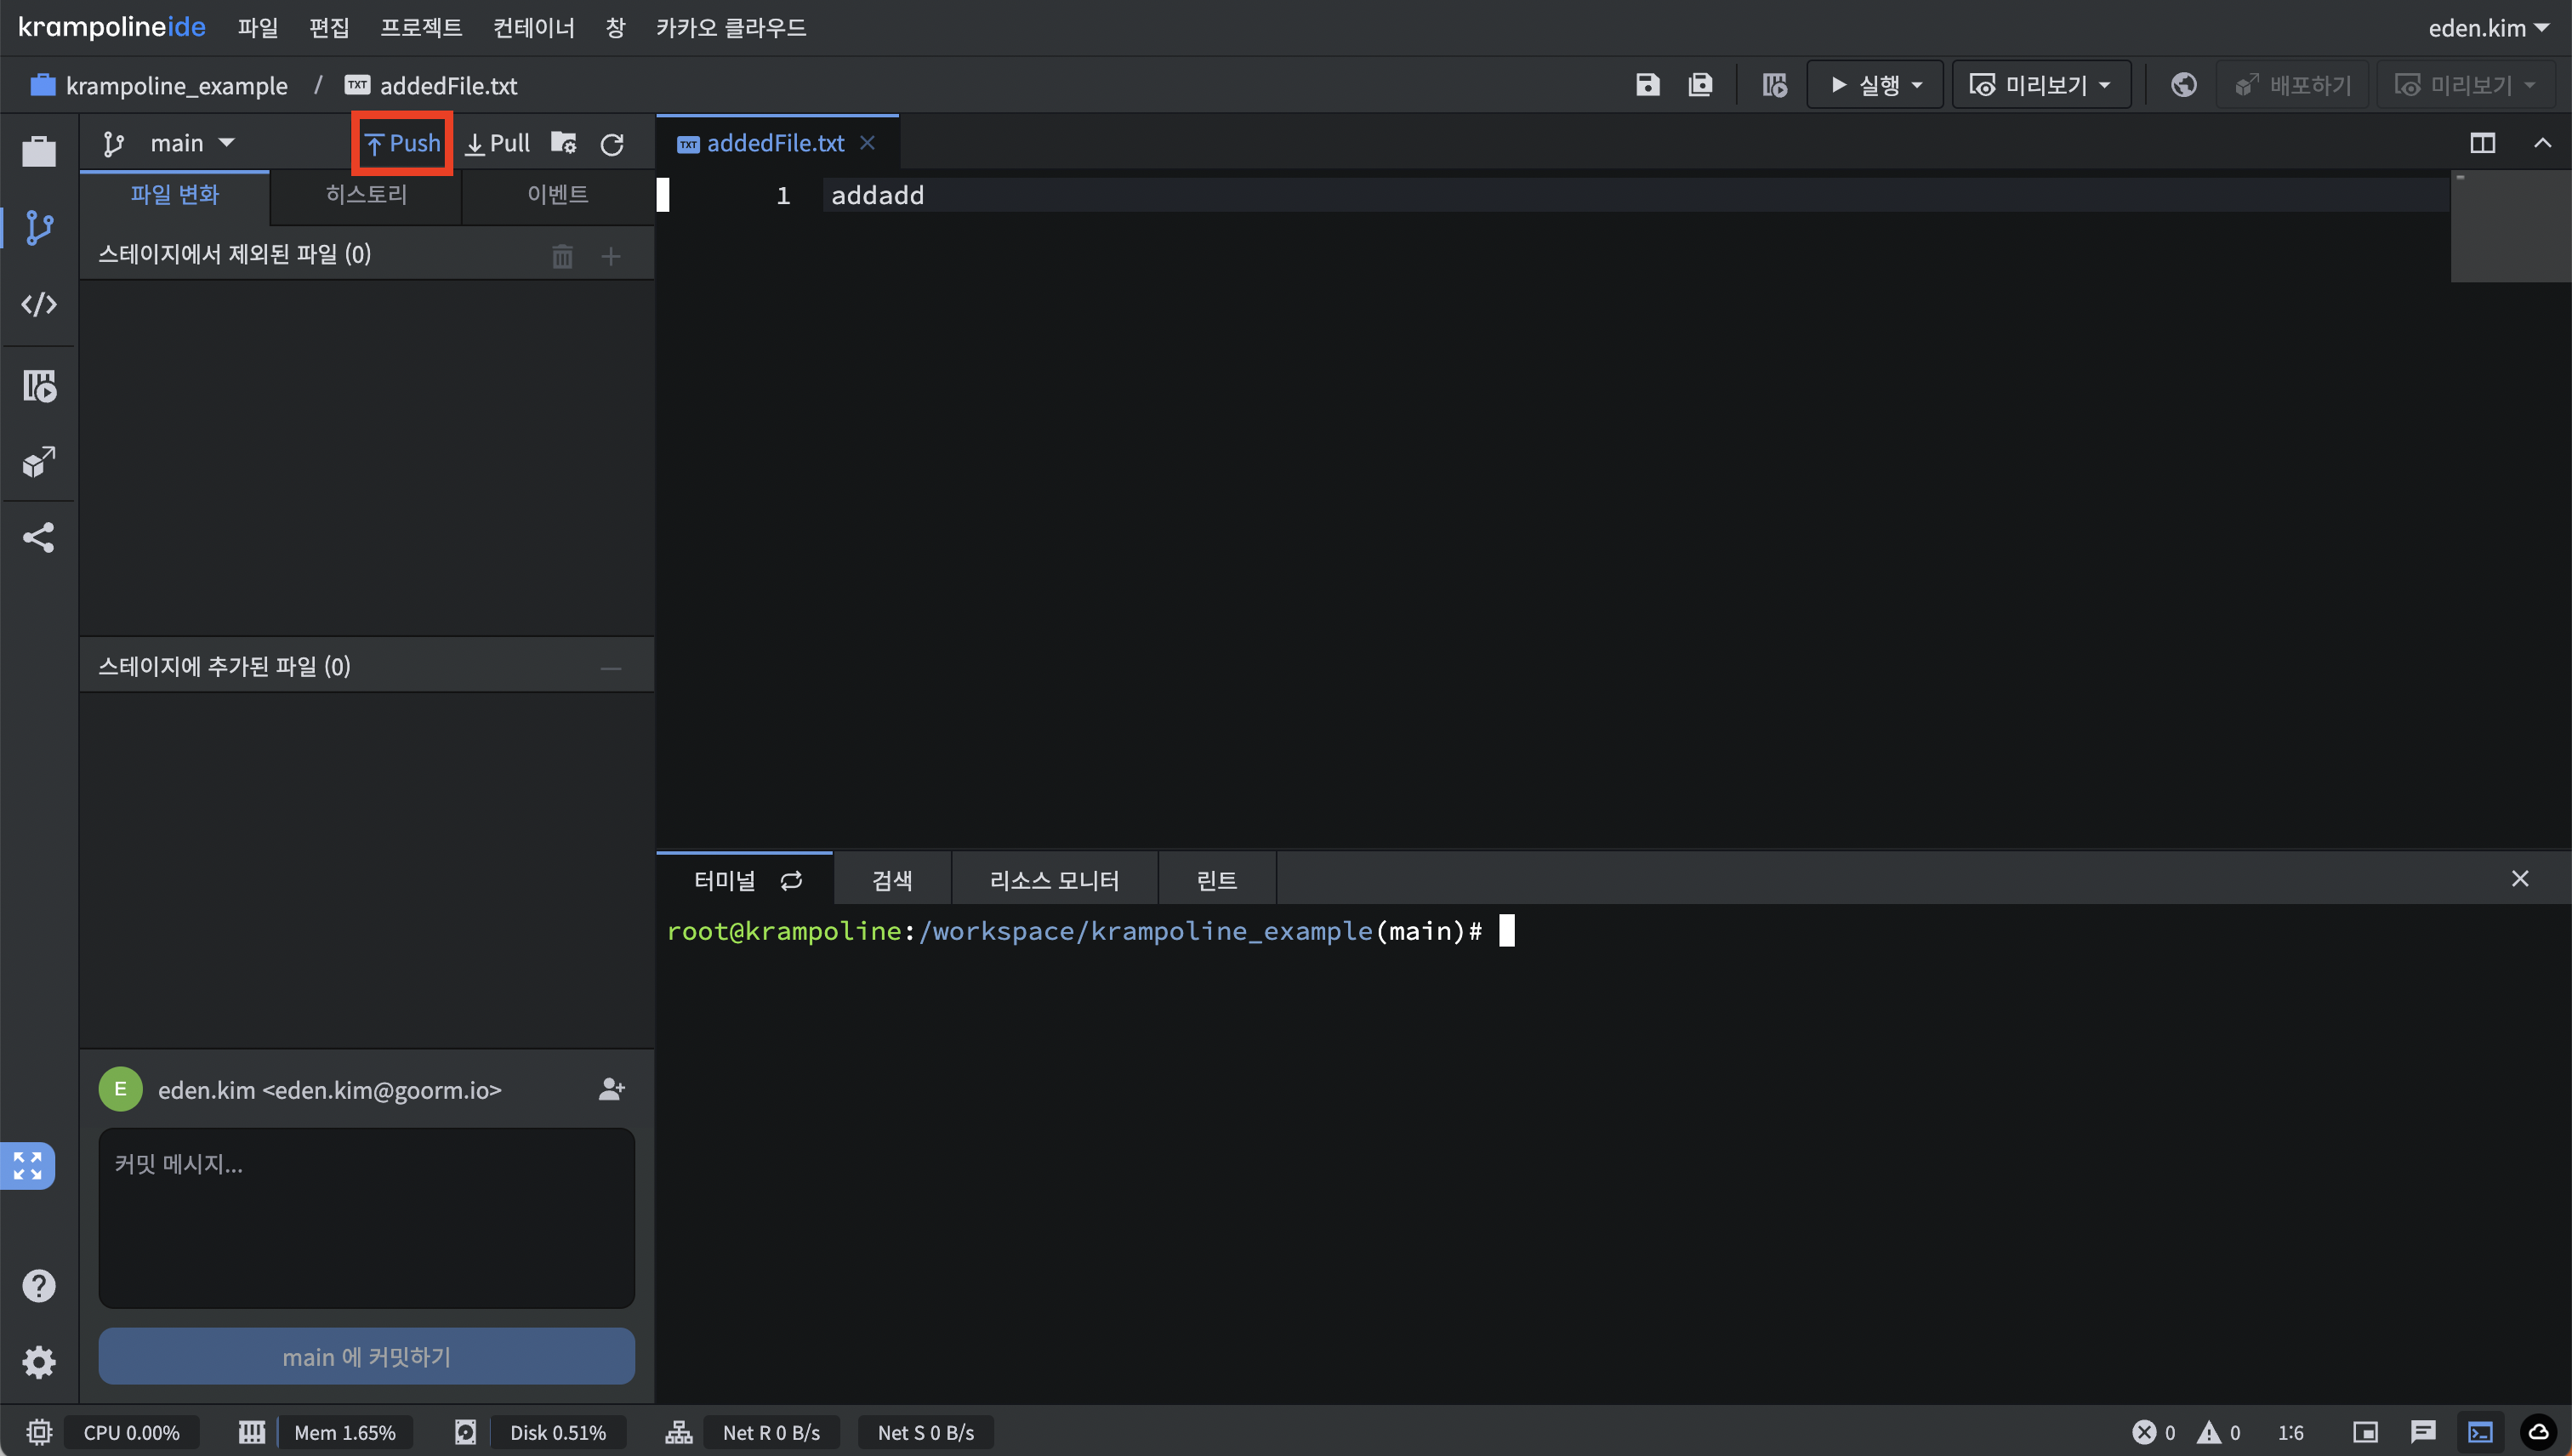 krampolineide 파일 편집 프로젝트 컨테이너 창 카카오 클라우드 eden.kim
krampoline_example / TXT addedFile.txt 실행 미리보기 배포하기 미리보기
main Push Pull TXT addedFile.txt
파일 변화 히스토리 이벤트
1 addadd
스테이지에서 제외된 파일 (0)
스테이지에 추가된 파일 (0)
터미널 검색 리소스 모니터 린트
root@krampoline:/workspace/krampoline_example(main)#
E eden.kim <eden.kim@goorm.io>
커밋 메시지...
main 에 커밋하기
CPU 0.00% Mem 1.65% Disk 0.51% Net R 0 B/s Net S 0 B/s 0 0 1:6